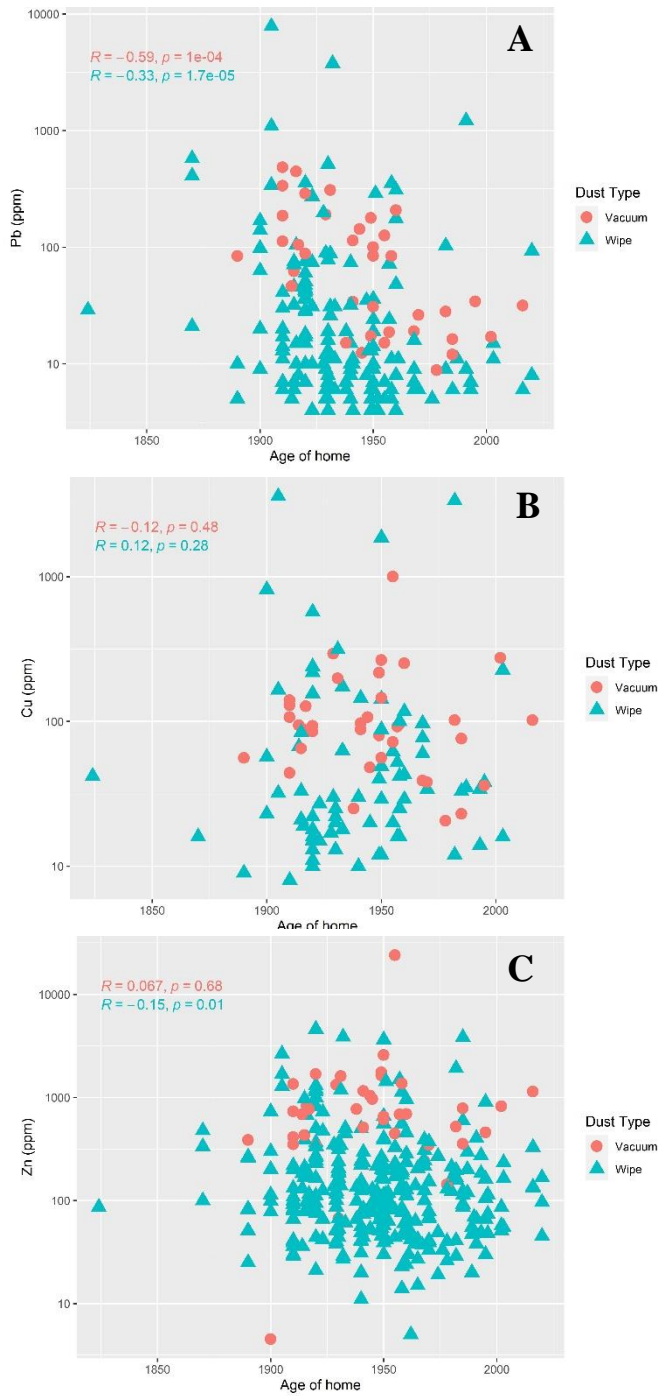 A
R = −0.59, p = 1e−04
R = −0.33, p = 1.7e−05
10000
1000
100
10
Pb (ppm)
1850
1900
1950
2000
Age of home
Dust Type
Vacuum
Wipe
B
R = −0.12, p = 0.48
R = 0.12, p = 0.28
1000
100
10
Cu (ppm)
1850
1900
1950
2000
Age of home
Dust Type
Vacuum
Wipe
C
R = 0.067, p = 0.68
R = −0.15, p = 0.01
10000
1000
100
10
Zn (ppm)
1850
1900
1950
2000
Age of home
Dust Type
Vacuum
Wipe